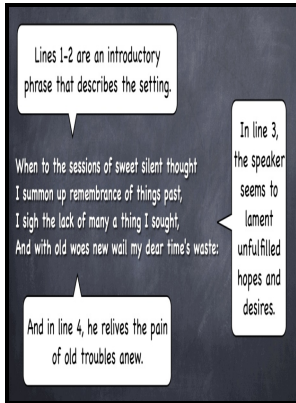 Lines 1-2 are an introductory
phrase that describes the setting.
When to the sessions of sweet silent thought
I summon up remembrance of things past,
I sigh the lack of many a thing I sought,
And with old woes new wail my dear time's waste:
In line 3,
the speaker
seems to
lament
unfulfilled
hopes and
desires.
And in line 4, he relives the pain
of old troubles anew.